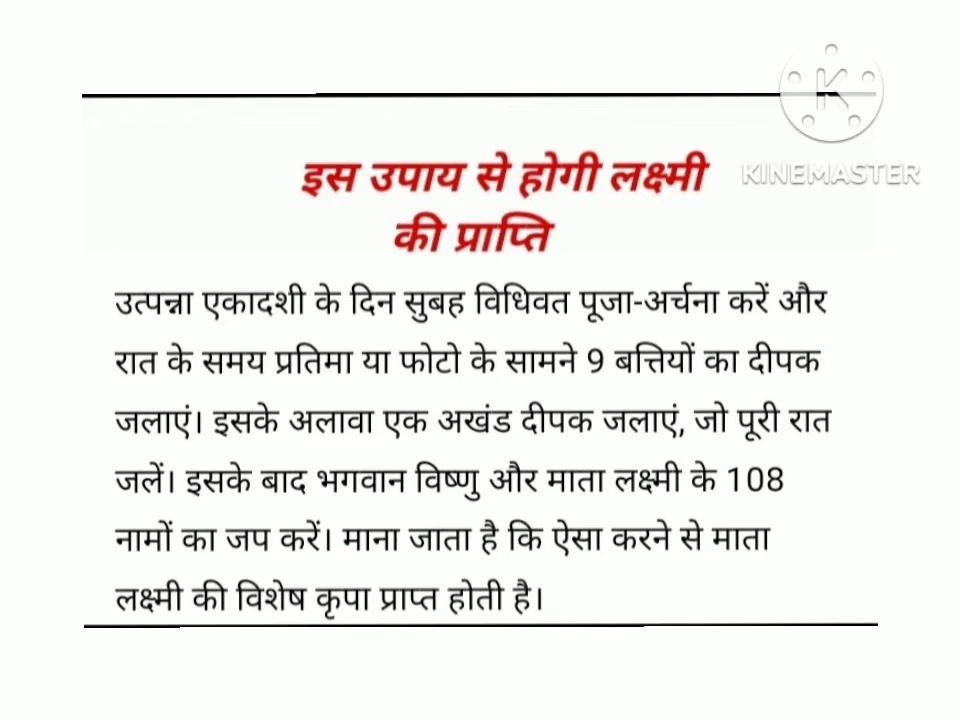 इस उपाय से होगी लक्ष्मी
की प्राप्ति
KINEMASTER
उत्पन्ना एकादशी के दिन सुबह विधिवत पूजा-अर्चना करें और
रात के समय प्रतिमा या फोटो के सामने 9 बत्तियों का दीपक
जलाएं। इसके अलावा एक अखंड दीपक जलाएं, जो पूरी रात
जलें। इसके बाद भगवान विष्णु और माता लक्ष्मी के 108
नामों का जप करें। माना जाता है कि ऐसा करने से माता
लक्ष्मी की विशेष कृपा प्राप्त होती है।